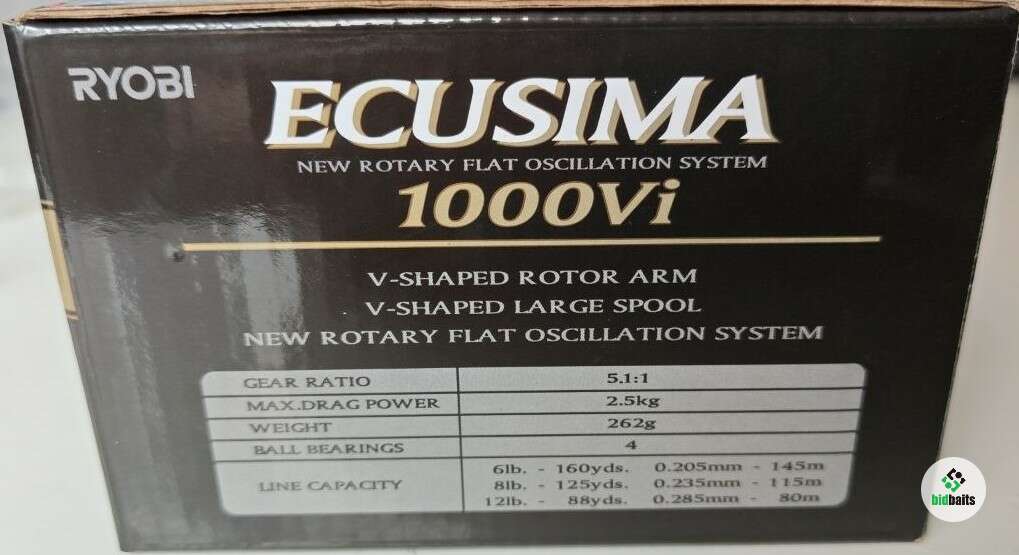 RYOBI
ECUSIMA
NEW ROTARY FLAT OSCILLATION SYSTEM
1000Vi
V-SHAPED ROTOR ARM
V-SHAPED LARGE SPOOL
NEW ROTARY FLAT OSCILLATION SYSTEM
GEAR RATIO 5.1:1
MAX.DRAG POWER 2.5kg
WEIGHT 262g
BALL BEARINGS 4
LINE CAPACITY 6lb. - 160yds. 0.205mm - 145m
8lb. - 125yds. 0.235mm - 115m
12lb. - 88yds. 0.285mm - 80m
bidbaits